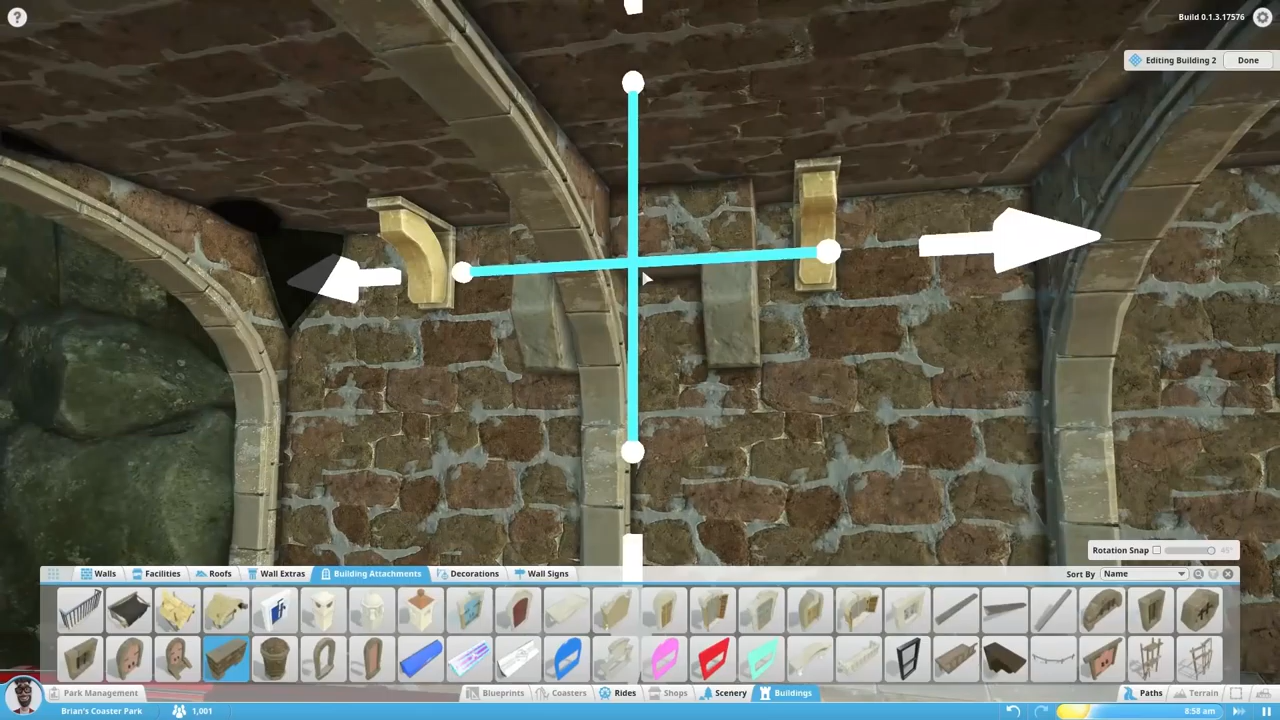 ?
Build 0.1.3.17576
Editing Building 2 Done
Rotation Snap 45°
Walls Facilities Roofs Wall Extras Building Attachments Decorations Wall Signs Sort By Name
Park Management Blueprints Coasters Rides Shops Scenery Buildings Paths Terrain
Brian's Coaster Park 1,001 8:58 am